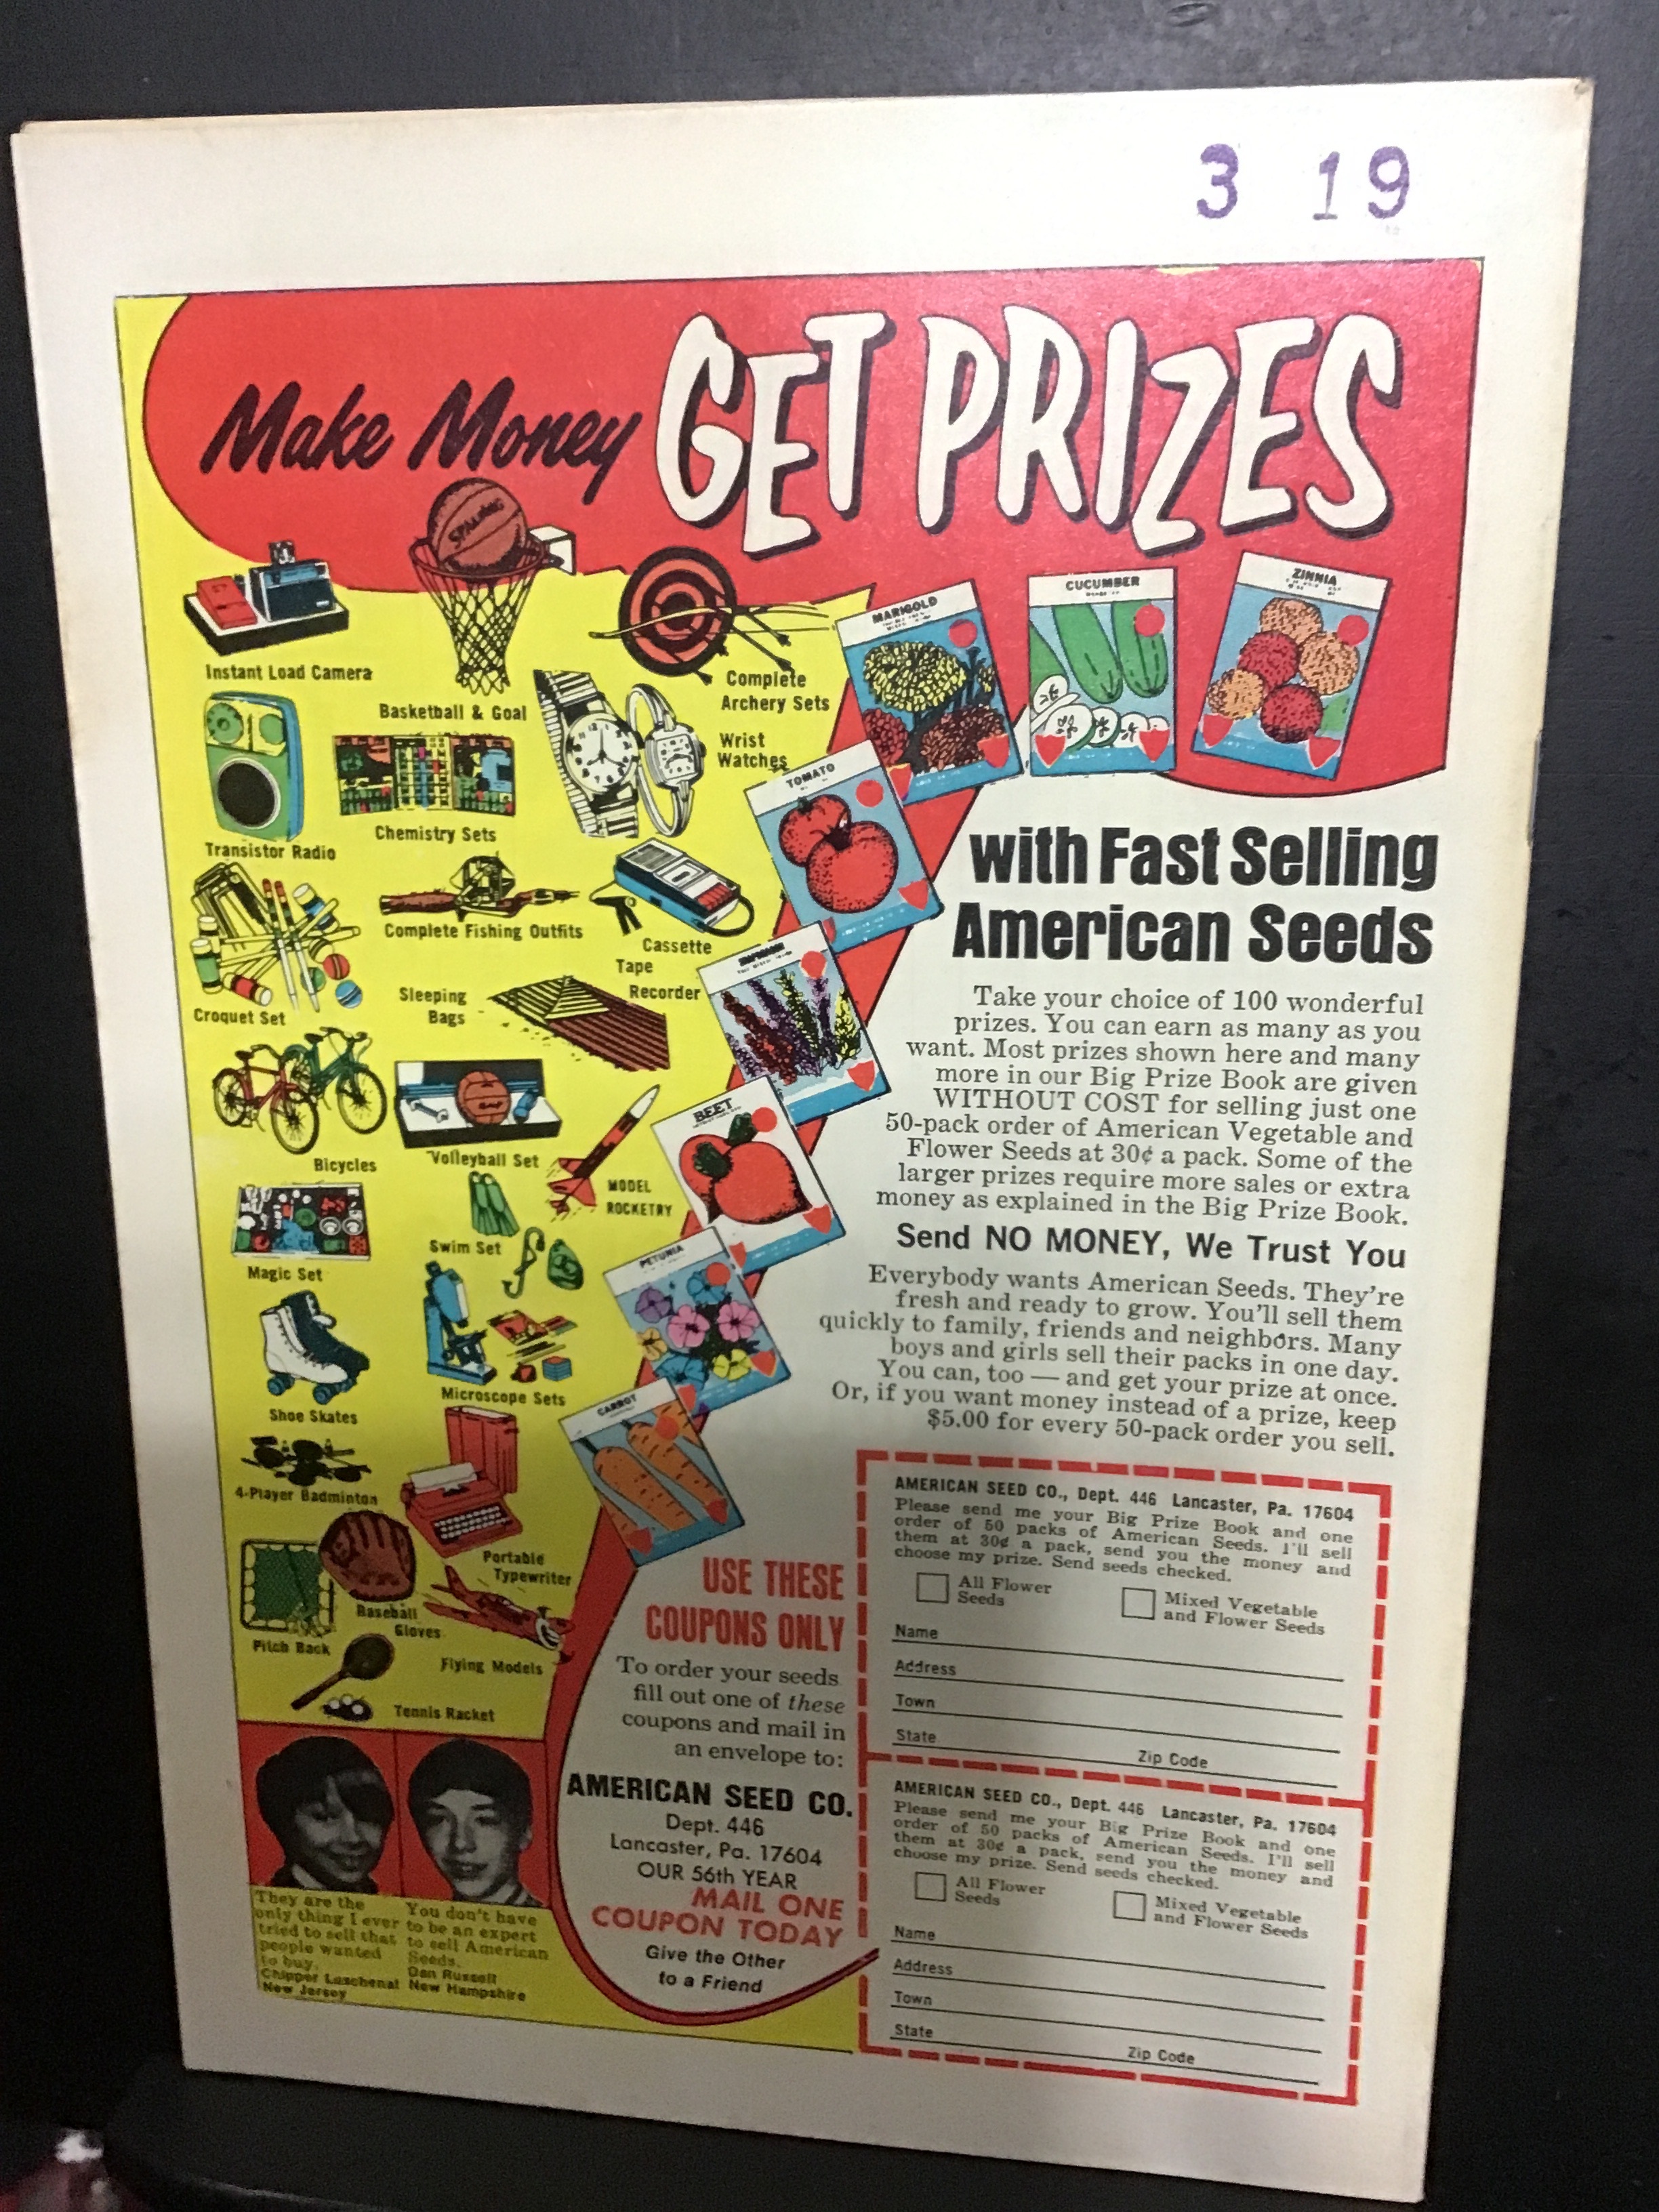 3 19
Make Money GET PRIZES
SPALDING
Instant Load Camera
Basketball & Goal
Complete
Archery Sets
Wrist
Watches
Transistor Radio
Chemistry Sets
Complete Fishing Outfits
Cassette
Tape
Recorder
Croquet Set
Sleeping
Bags
Bicycles
Volleyball Set
MODEL
ROCKETRY
Magic Set
Swim Set
Shoe Skates
Microscope Sets
4-Player Badminton
Portable
Typewriter
Baseball
Gloves
Pitch Back
Flying Models
Tennis Racket
MARIGOLD
CUCUMBER
ZINNIA
TOMATO
BEET
PETUNIA
CARROT
with Fast Selling
American Seeds
Take your choice of 100 wonderful
prizes. You can earn as many as you
want. Most prizes shown here and many
more in our Big Prize Book are given
WITHOUT COST for selling just one
50-pack order of American Vegetable and
Flower Seeds at 30¢ a pack. Some of the
larger prizes require more sales or extra
money as explained in the Big Prize Book.
Send NO MONEY, We Trust You
Everybody wants American Seeds. They're
fresh and ready to grow. You'll sell them
quickly to family, friends and neighbors. Many
boys and girls sell their packs in one day.
You can, too — and get your prize at once.
Or, if you want money instead of a prize, keep
$5.00 for every 50-pack order you sell.
USE THESE
COUPONS ONLY
To order your seeds
fill out one of these
coupons and mail in
an envelope to:
AMERICAN SEED CO.
Dept. 446
Lancaster, Pa. 17604
OUR 56th YEAR
MAIL ONE
COUPON TODAY
Give the Other
to a Friend
They are the
only thing I ever
tried to sell that
people wanted
to buy.
Chipper Laschenal
New Jersey
You don't have
to be an expert
to sell American
Seeds.
Dan Russell
New Hampshire
AMERICAN SEED CO., Dept. 446 Lancaster, Pa. 17604
Please send me your Big Prize Book and one
order of 50 packs of American Seeds. I'll sell
them at 30¢ a pack, send you the money and
choose my prize. Send seeds checked.
All Flower
Seeds
Mixed Vegetable
and Flower Seeds
Name
Address
Town
State Zip Code
AMERICAN SEED CO., Dept. 446 Lancaster, Pa. 17604
Please send me your Big Prize Book and one
order of 50 packs of American Seeds. I'll sell
them at 30¢ a pack, send you the money and
choose my prize. Send seeds checked.
All Flower
Seeds
Mixed Vegetable
and Flower Seeds
Name
Address
Town
State Zip Code